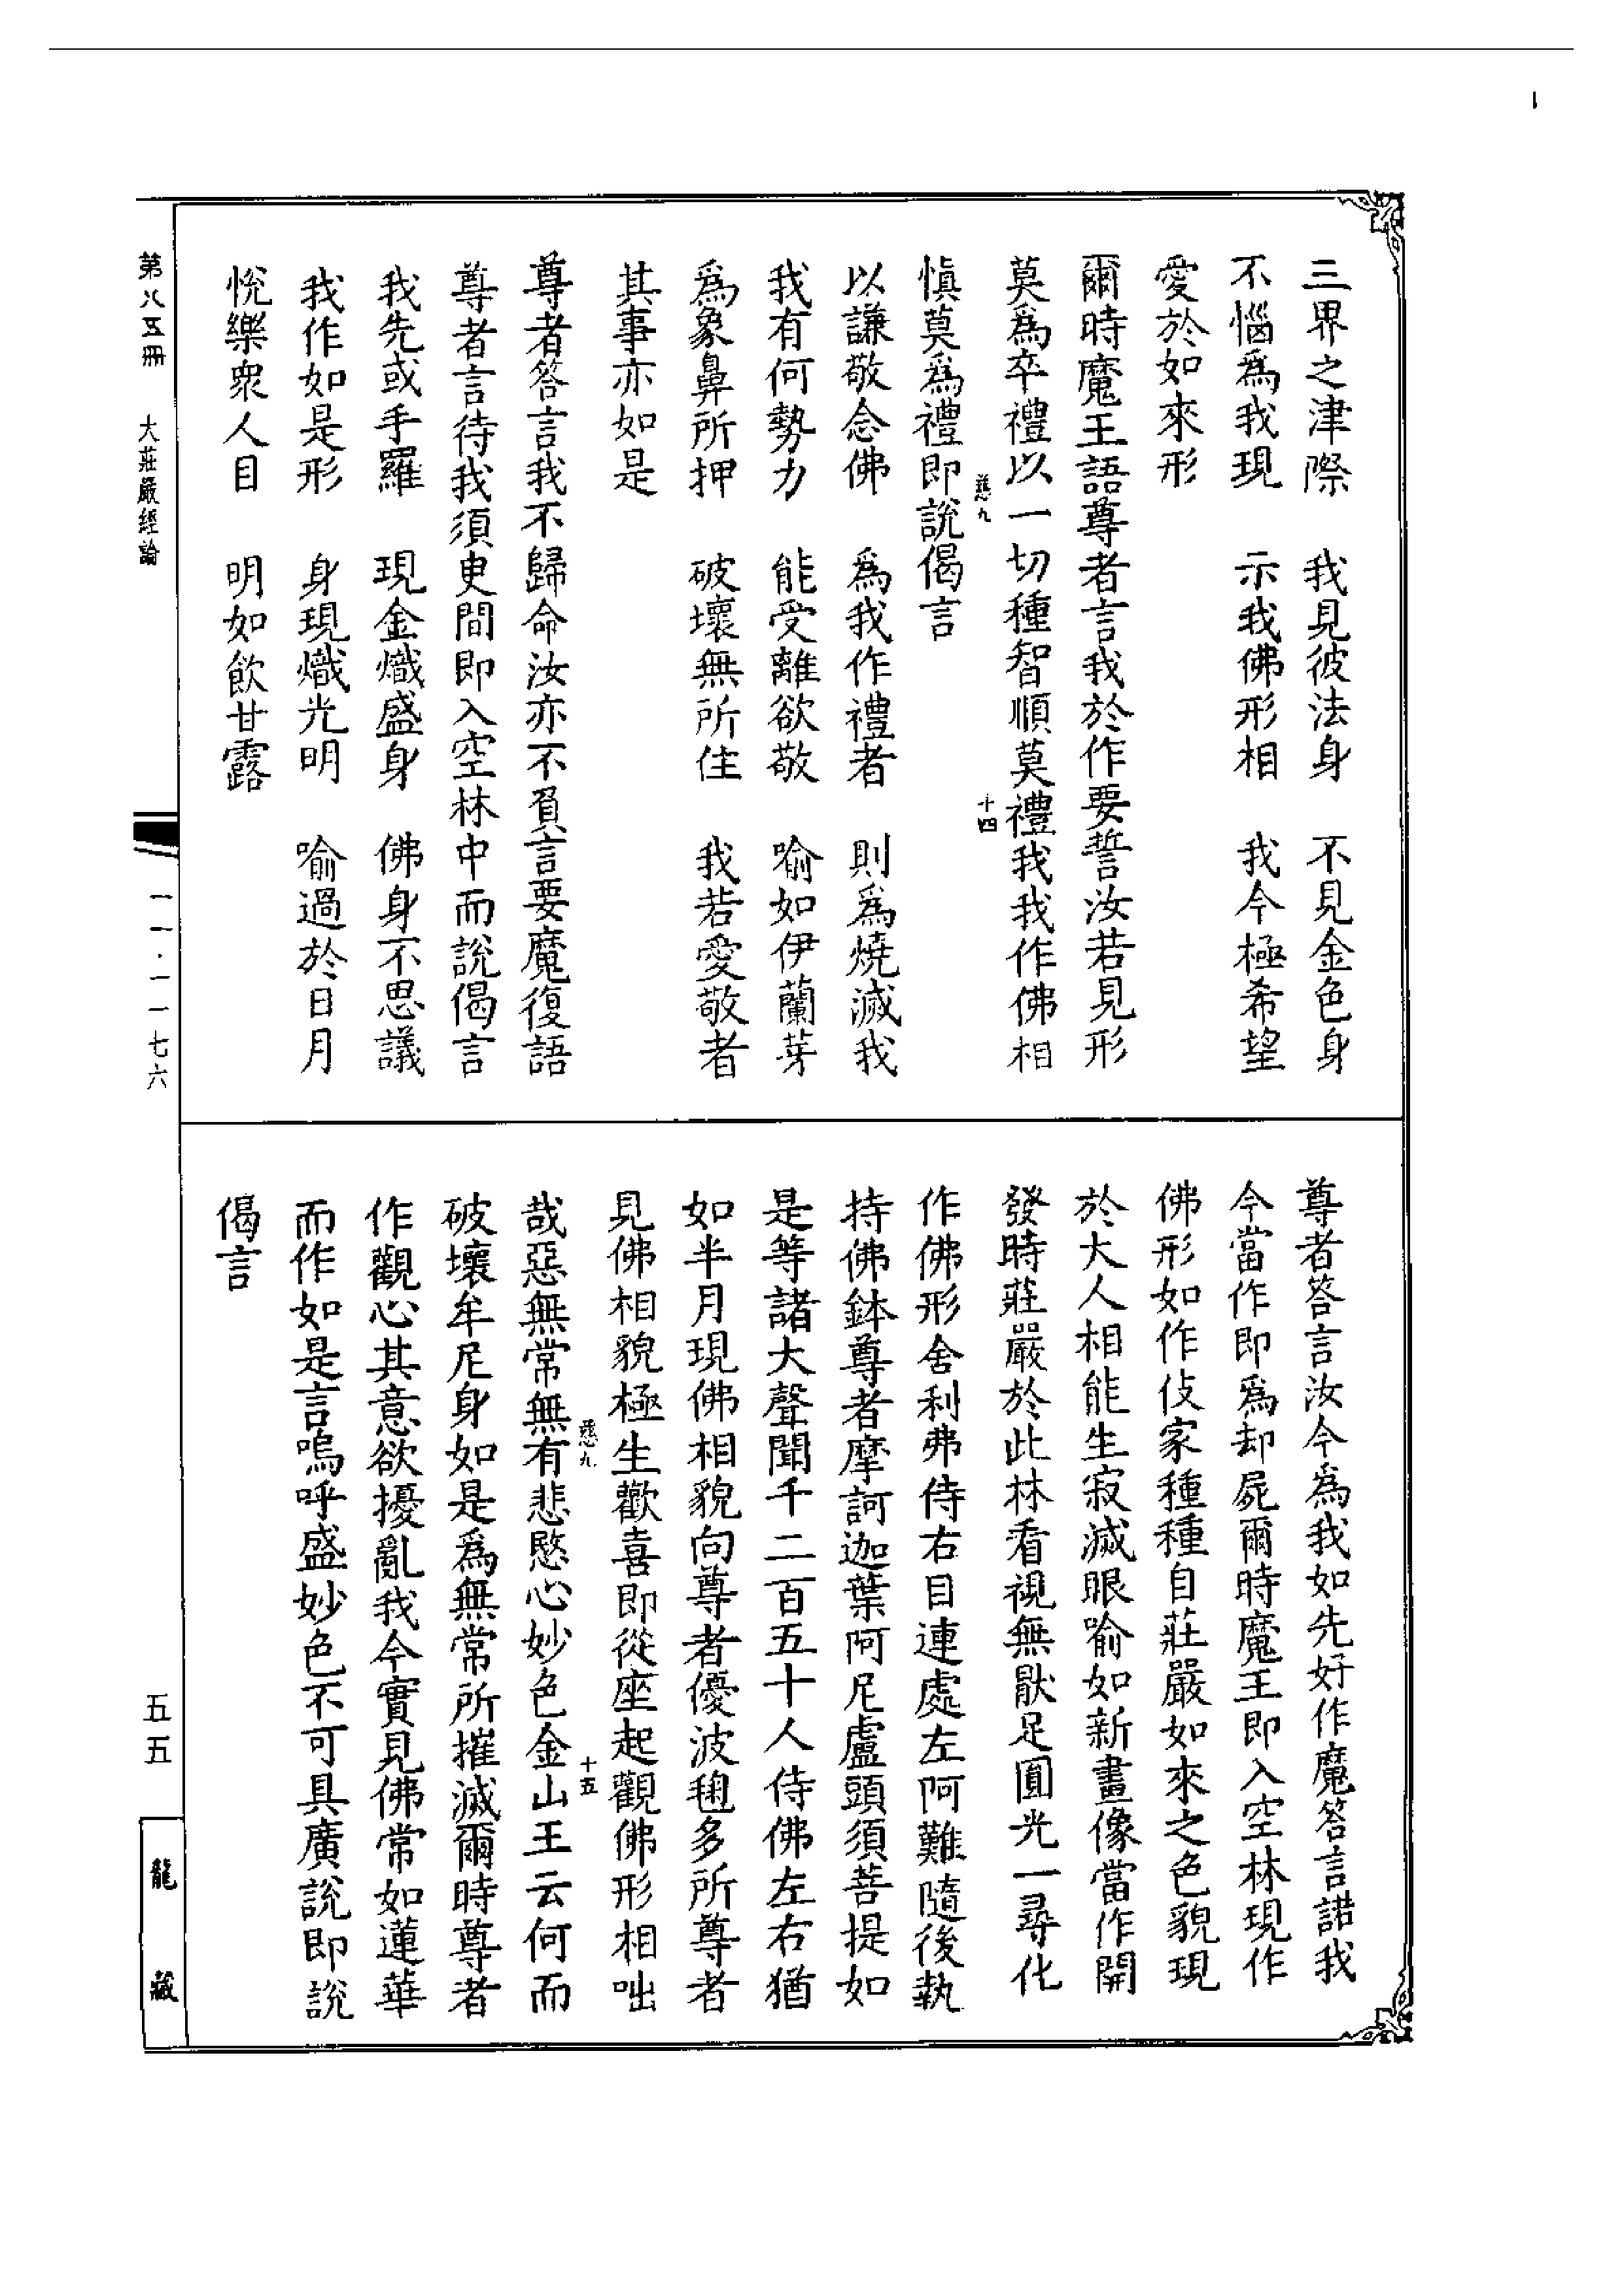 三界之津際　我見彼法身　不見金色身
不惱爲我現　示我佛形相　我今極希望
愛於如來形
爾時魔王語尊者言我於作要誓汝若見形
莫爲卒禮以一切種智順莫禮我我作佛相
慈九
十四
愼莫爲禮即說偈言
以謙敬念佛　爲我作禮者　則爲燒滅我
我有何勢力　能受離欲敬　喻如伊蘭芽
爲象鼻所押　破壞無所住　我若愛敬者
其事亦如是
尊者答言我不歸命汝亦不負言要魔復語
尊者言待我須臾間即入空林中而說偈言
我先或手羅　現金熾盛身　佛身不思議
我作如是形　身現熾光明　喻過於日月
悅樂衆人目　明如飲甘露
尊者答言汝今爲我如先好作魔答言諾我
今當作即爲却屍爾時魔王即入空林現作
佛形如作伎家種種自莊嚴如來之色貌現
於大人相能生寂滅眼喻如新畫像當作開
發時莊嚴於此林看視無猒足圓光一尋化
作佛形舍利弗侍右目連處左阿難隨後執
持佛鉢尊者摩訶迦葉阿尼盧頭須菩提如
是等諸大聲聞千二百五十人侍佛左右猶
如半月現佛相貌向尊者優波毱多所尊者
見佛相貌極生歡喜即從座起觀佛形相咄
慈九
十五
哉惡無常無有悲愍心妙色金山王云何而
破壞牟尼身如是爲無常所摧滅爾時尊者
作觀心其意欲擾亂我今實見佛常如蓮華
而作如是言嗚呼盛妙色不可具廣說即說
偈言
第八五冊　大莊嚴經論
一一·一一七六
五五
龍藏